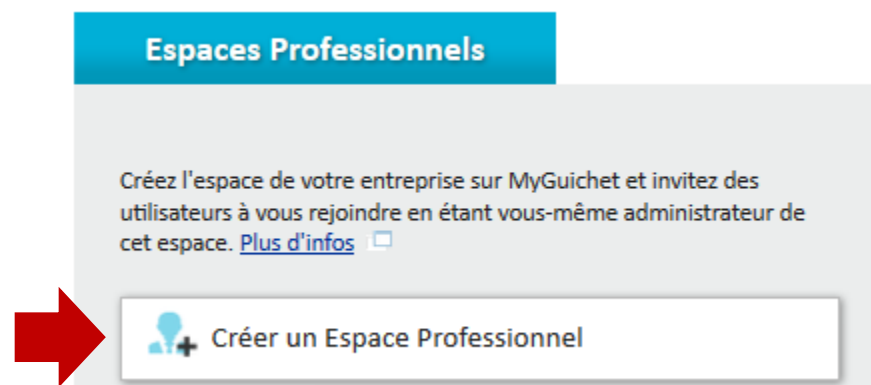 Espaces Professionnels
Créez l'espace de votre entreprise sur MyGuichet et invitez des
utilisateurs à vous rejoindre en étant vous-même administrateur de
cet espace. Plus d'infos
Créer un Espace Professionnel